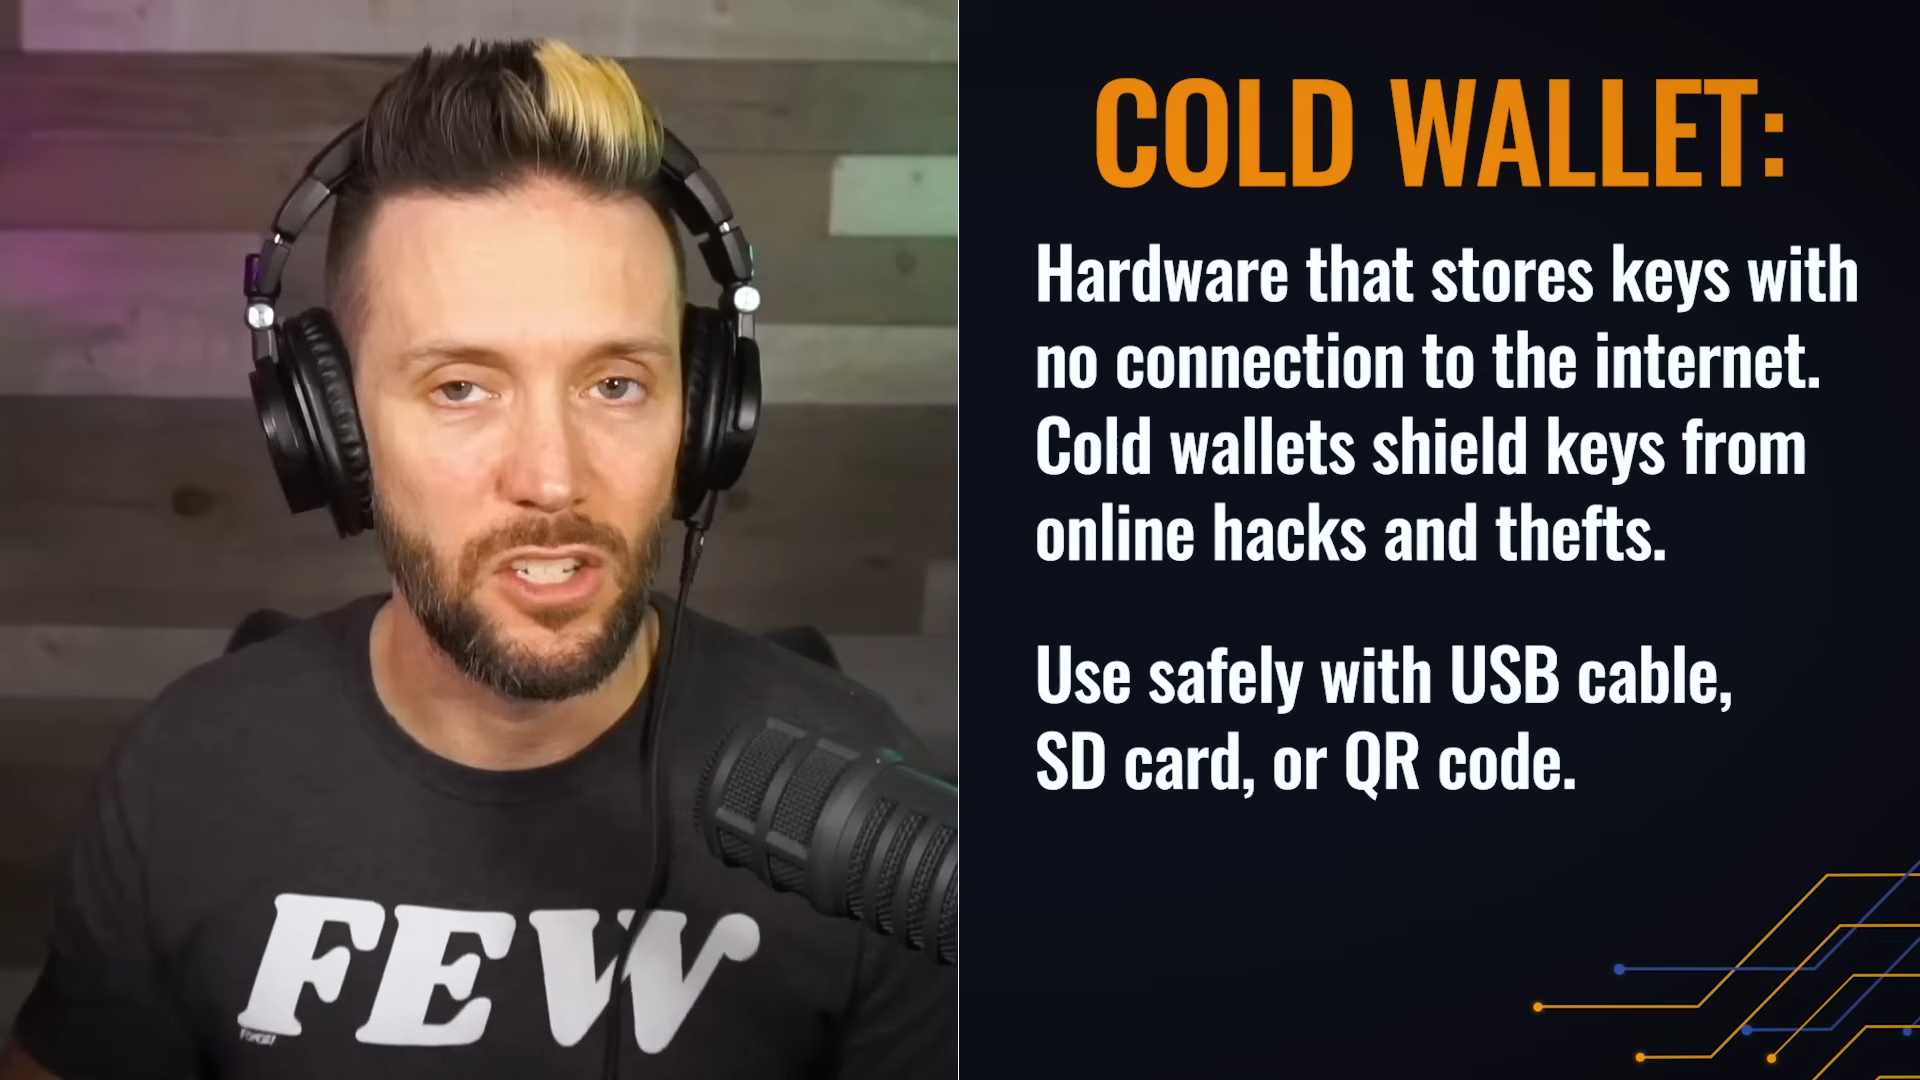 COLD WALLET:
Hardware that stores keys with
no connection to the internet.
Cold wallets shield keys from
online hacks and thefts.
Use safely with USB cable,
SD card, or QR code.
FEW